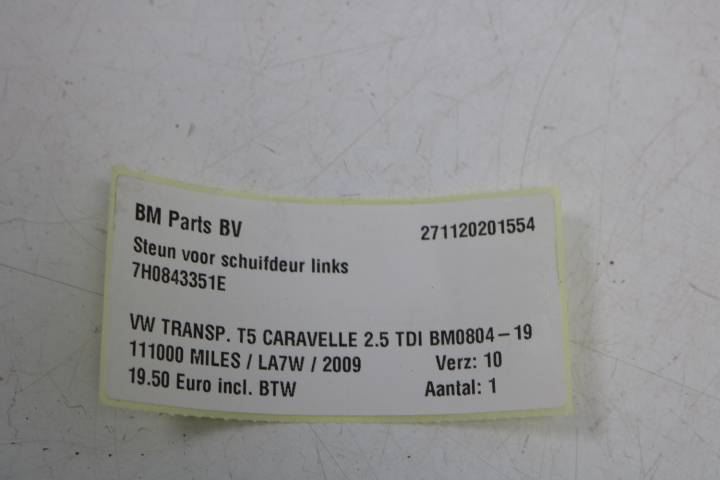 BM Parts BV 271120201554
Steun voor schuifdeur links
7H0843351E
VW TRANSP. T5 CARAVELLE 2.5 TDI BM0804-19
111000 MILES / LA7W / 2009 Verz: 10
19.50 Euro incl. BTW Aantal: 1